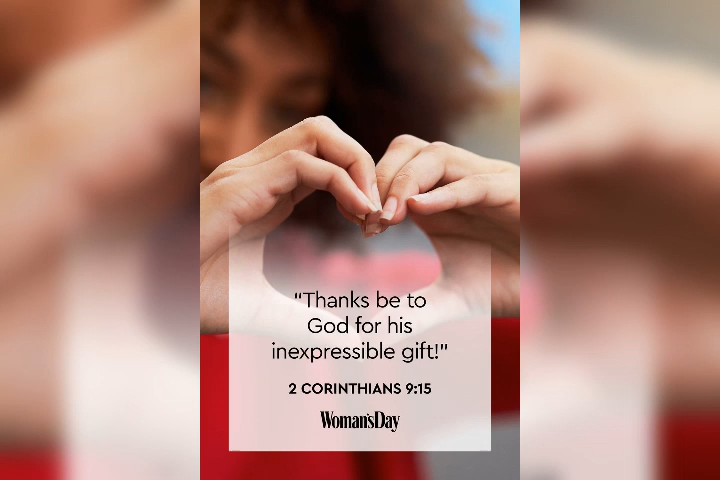 "Thanks be to
God for his
inexpressible gift!"
2 CORINTHIANS 9:15
Woman'sDay